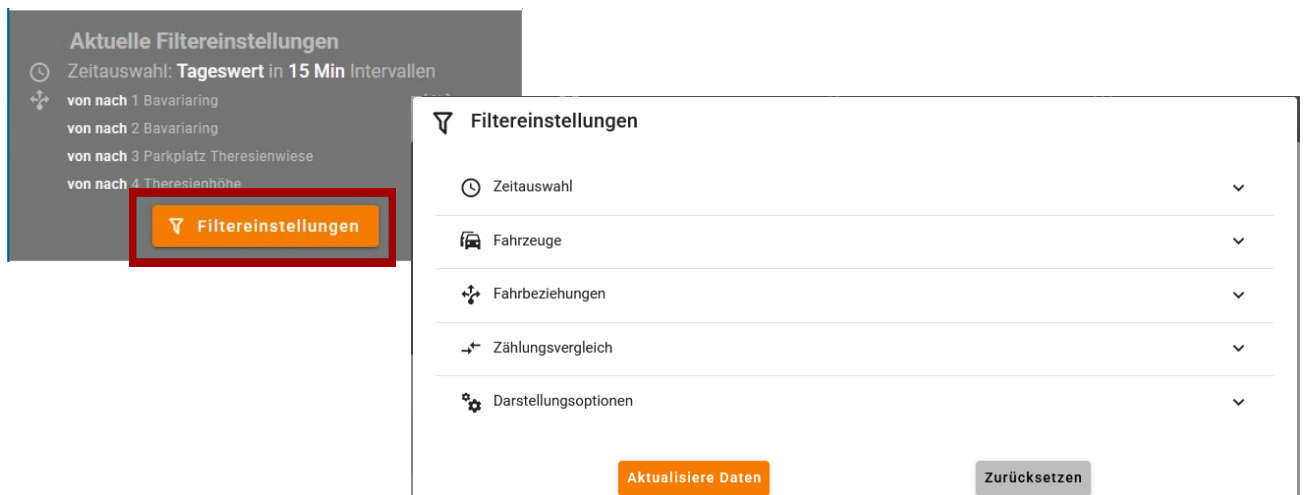 Aktuelle Filtereinstellungen
Zeitauswahl: Tageswert in 15 Min Intervallen
von nach 1 Bavariaring
von nach 2 Bavariaring
von nach 3 Parkplatz Theresienwiese
von nach 4 Theresienhöhe
Filtereinstellungen
Filtereinstellungen
Zeitauswahl
Fahrzeuge
Fahrbeziehungen
Zählungsvergleich
Darstellungsoptionen
Aktualisiere Daten
Zurücksetzen